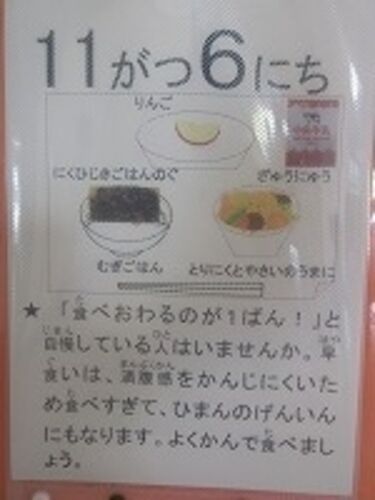 11がつ6にち
りんご
にくひじきごはんのぐ
ぎゅうにゅう
むぎごはん
とりにくとやさいのうまに
★「食べおわるのが1ばん！」と
自慢している人はいませんか。早
食いは、満腹感をかんじにくいた
め食べすぎて、ひまんのげんいん
にもなります。よくかんで食べまし
ょう。